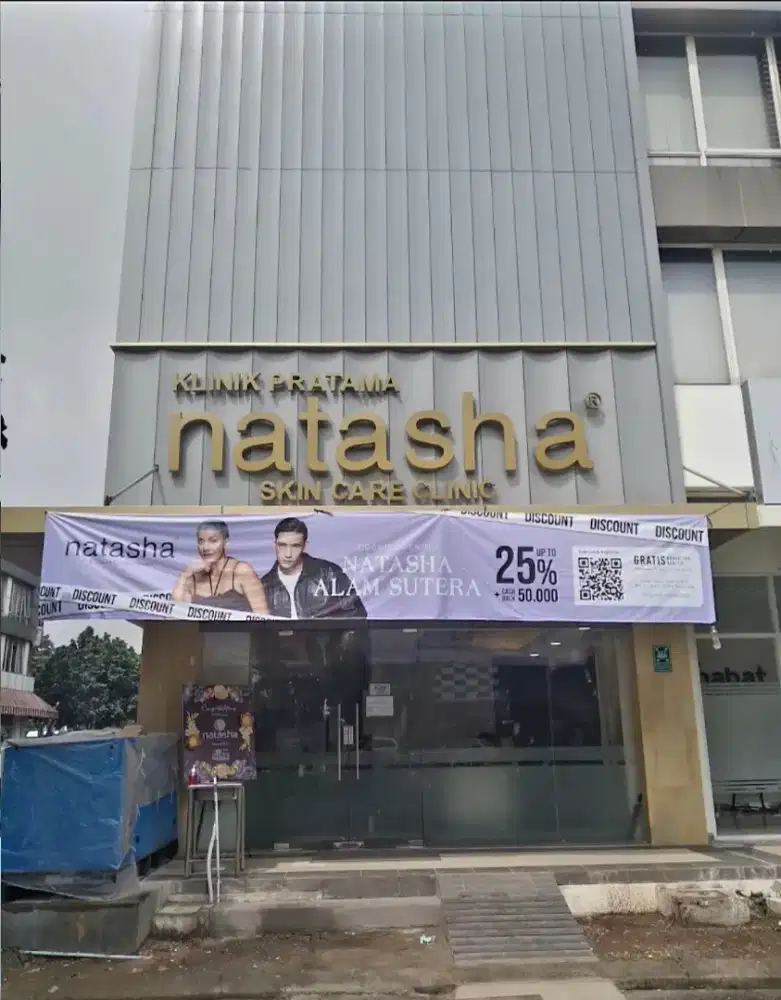 KLINIK PRATAMA
natasha®
SKIN CARE CLINIC
DISCOUNT DISCOUNT DISCOUNT DISCOUNT
natasha
NATASHA
ALAM SUTERA
25%
UP TO
+ CASH BACK 50.000
GRATIS
DISCOUNT DISCOUNT DISCOUNT
natasha